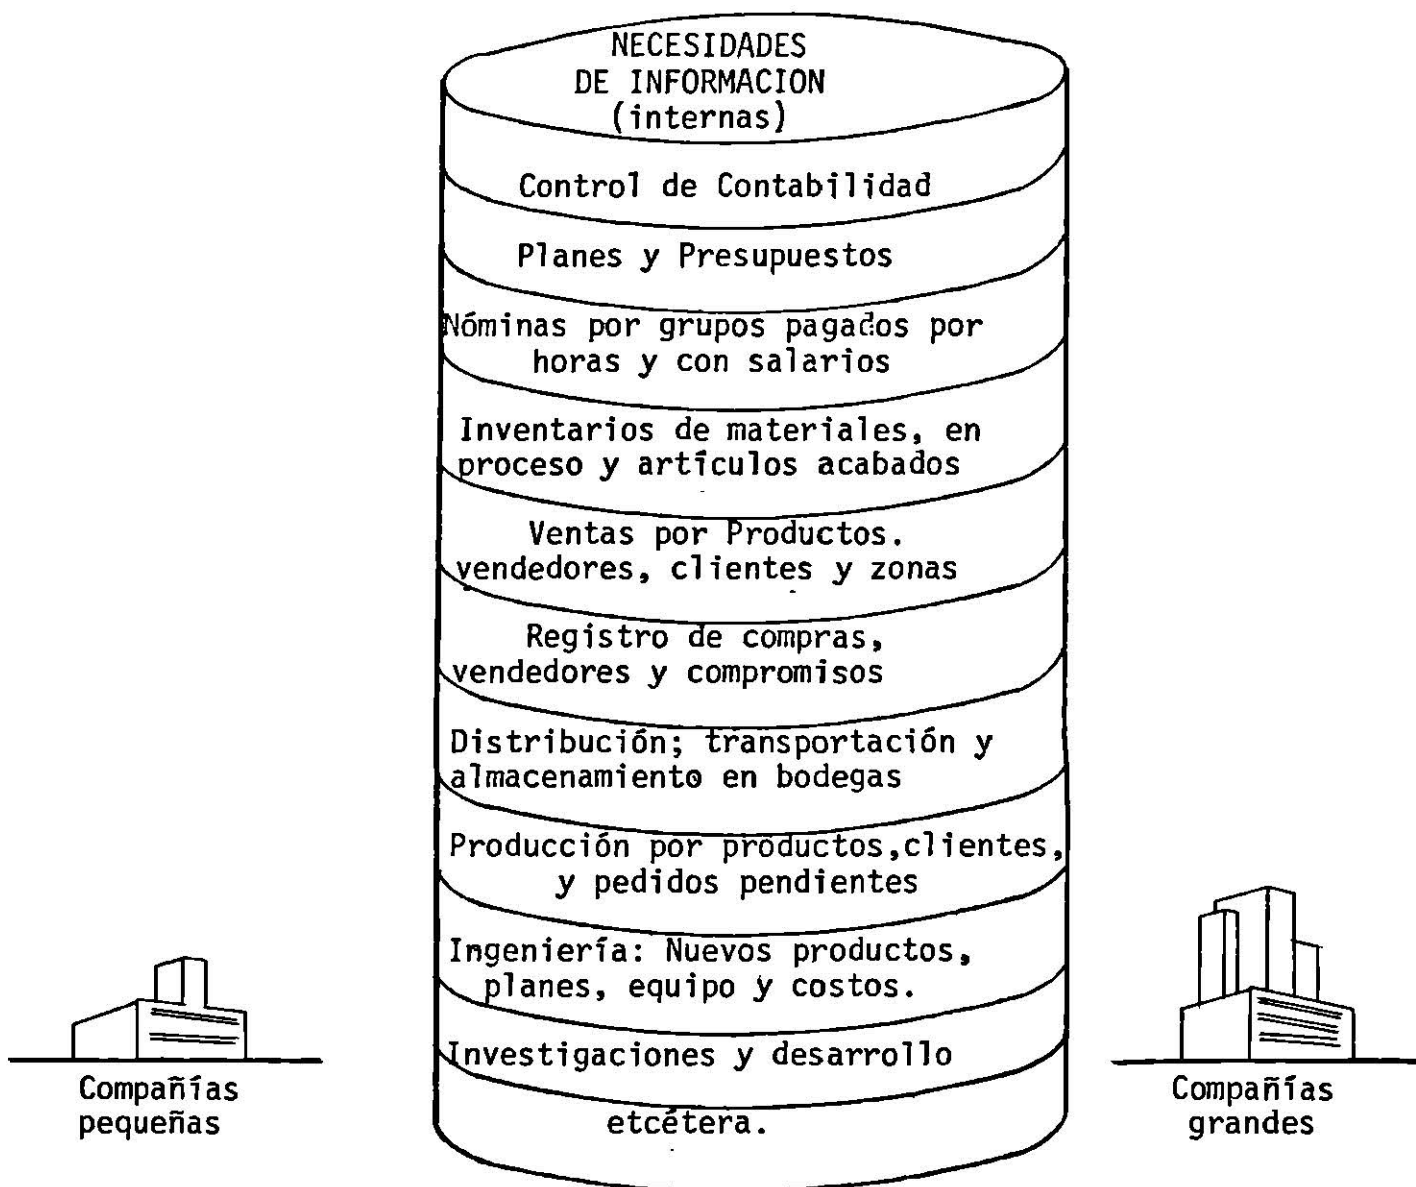 NECESIDADES
DE INFORMACION
(internas)
Control de Contabilidad
Planes y Presupuestos
Nóminas por grupos pagados por
horas y con salarios
Inventarios de materiales, en
proceso y artículos acabados
Ventas por Productos.
vendedores, clientes y zonas
Registro de compras,
vendedores y compromisos
Distribución; transportación y
almacenamiento en bodegas
Producción por productos,clientes,
y pedidos pendientes
Ingeniería: Nuevos productos,
planes, equipo y costos.
Investigaciones y desarrollo
etcétera.
Compañías
pequeñas
Compañías
grandes